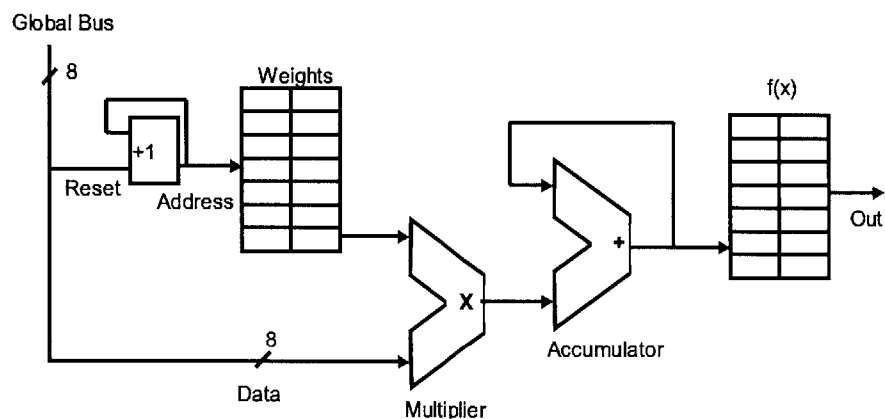 Global Bus
8
Weights
f(x)
+1
Reset
Address
Out
+
X
8
Accumulator
Data
Multiplier